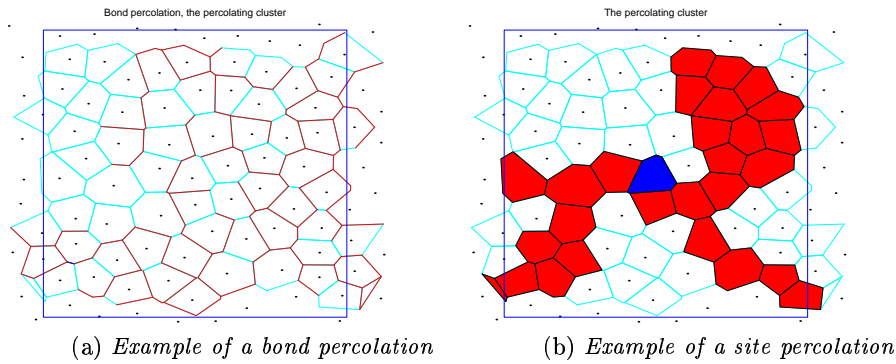 Bond percolation, the percolating cluster
The percolating cluster
(a) Example of a bond percolation
(b) Example of a site percolation